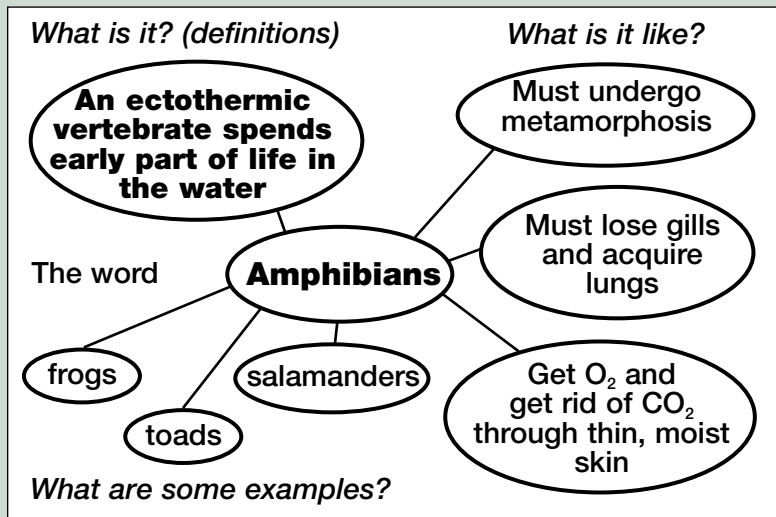 What is it? (definitions)
What is it like?
An ectothermic
vertebrate spends
early part of life in
the water
Must undergo
metamorphosis
Must lose gills
and acquire
lungs
The word
Amphibians
frogs
toads
salamanders
Get O₂ and
get rid of CO₂
through thin, moist
skin
What are some examples?